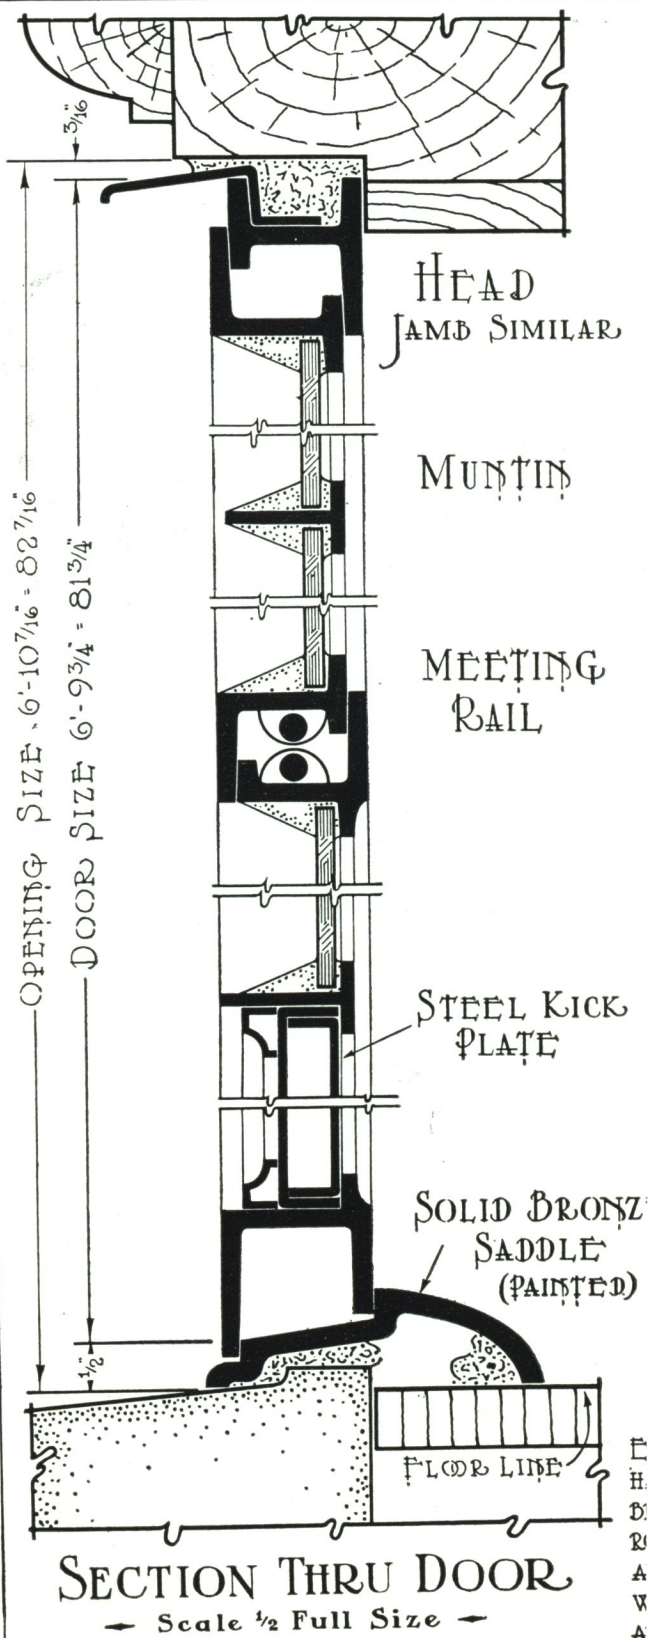 3/16"
OPENING SIZE . 6'-10 7/16" = 82 7/16"
DOOR SIZE 6'-9 3/4" = 81 3/4"
HEAD
JAMB SIMILAR
MUNTIN
MEETING
RAIL
STEEL KICK
PLATE
SOLID BRONZ
SADDLE
(PAINTED)
1/2"
FLOOR LINE
SECTION THRU DOOR
Scale 1/2 Full Size